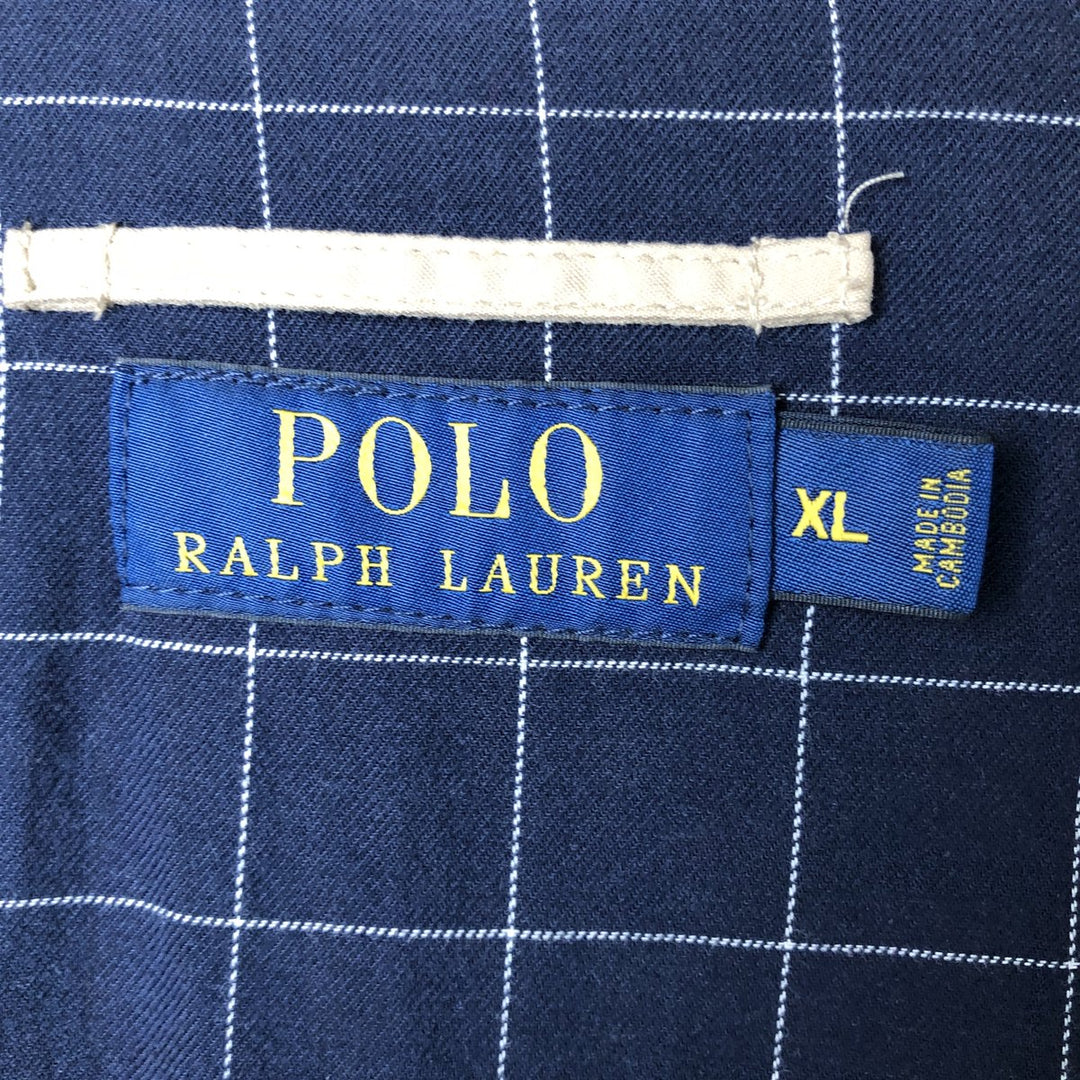 POLO
RALPH LAUREN
XL
MADE IN
CAMBODIA